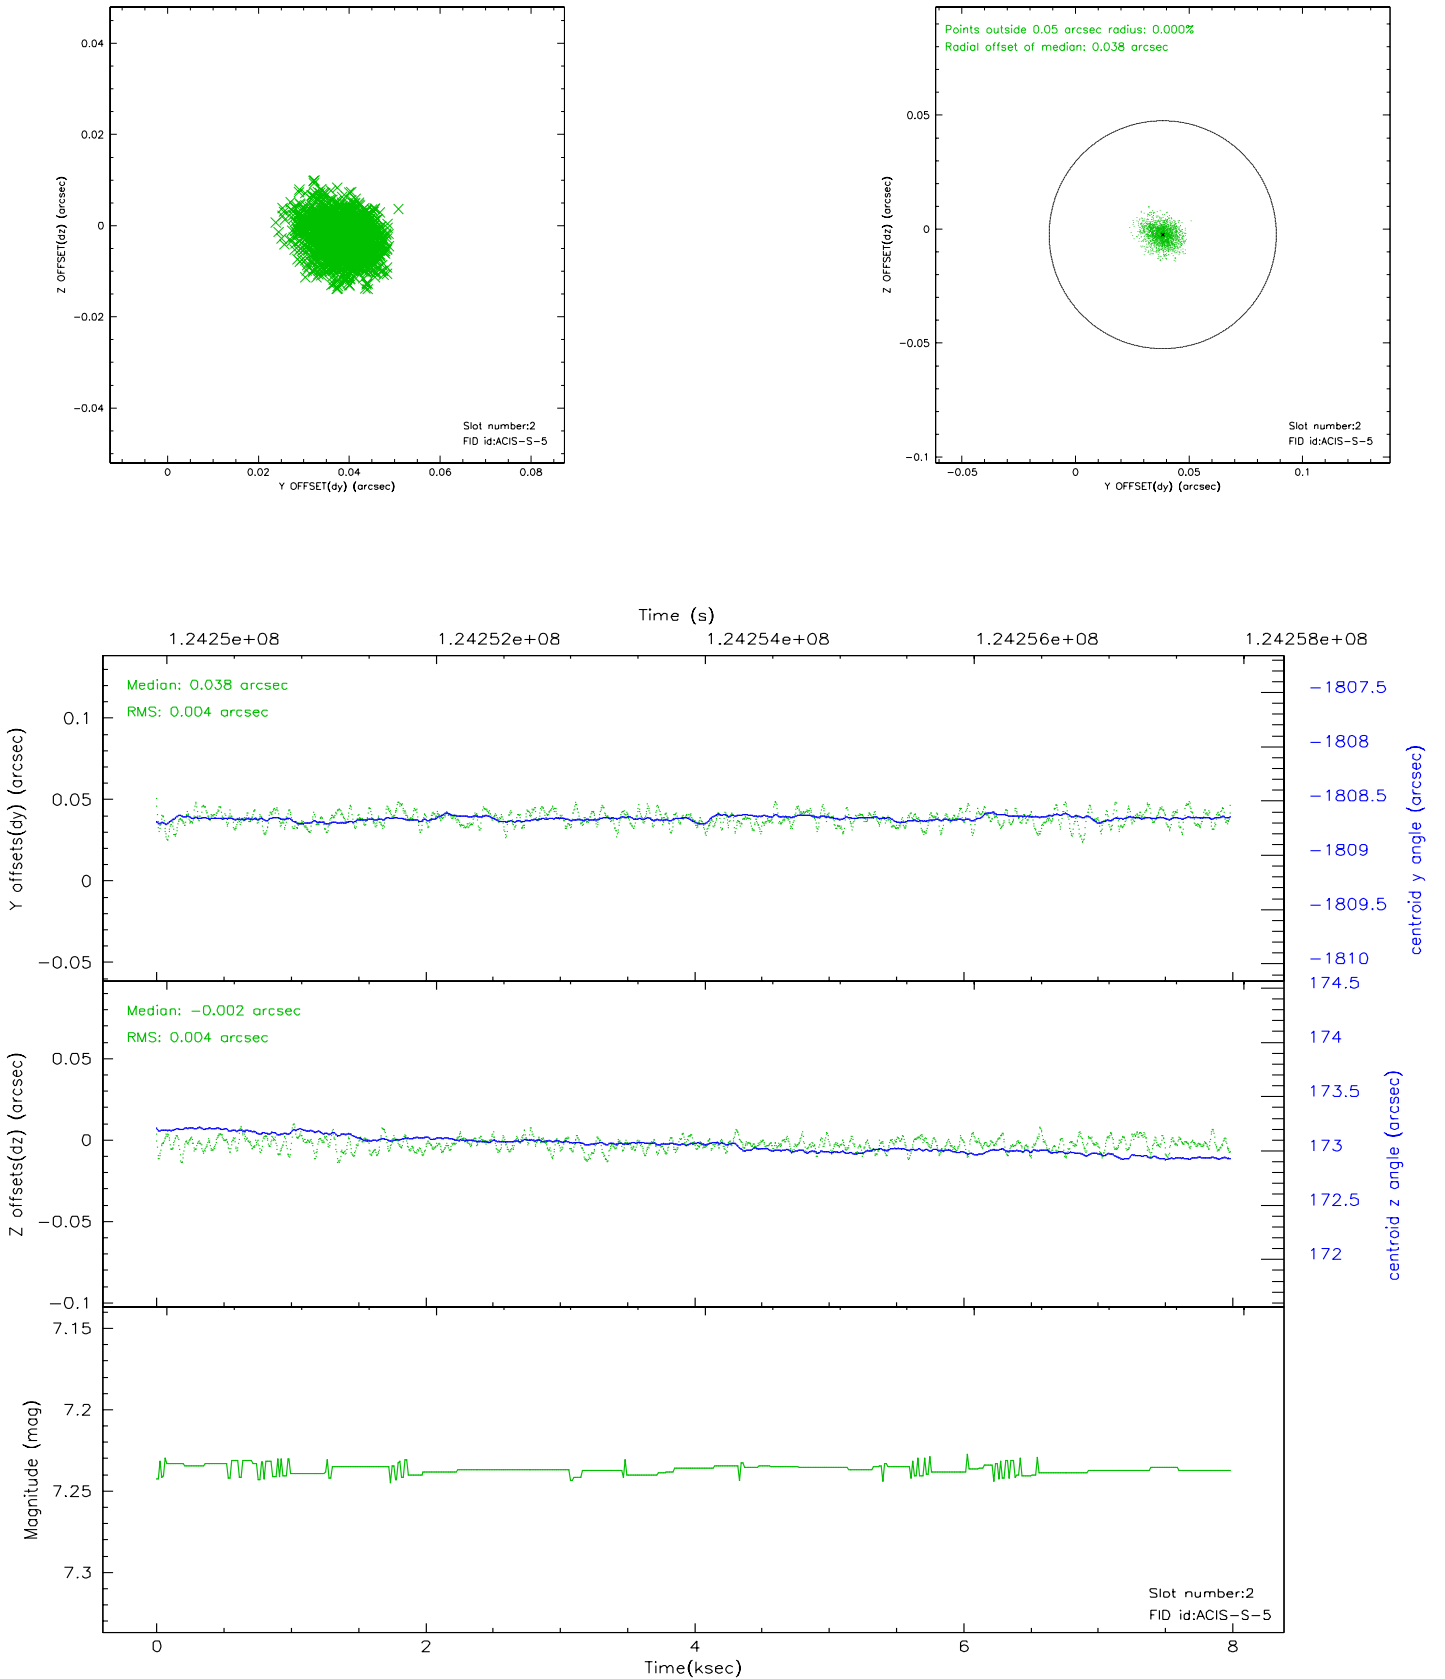 0.04
0.02
0
−0.02
−0.04
Z OFFSET(dz) (arcsec)
Slot number:2
FID id:ACIS−S−5
0
0.02
0.04
0.06
0.08
Y OFFSET(dy) (arcsec)
Points outside 0.05 arcsec radius: 0.000%
Radial offset of median: 0.038 arcsec
0.05
0
−0.05
−0.1
Z OFFSET(dz) (arcsec)
Slot number:2
FID id:ACIS−S−5
−0.05
0
0.05
0.1
Y OFFSET(dy) (arcsec)
Time (s)
1.2425e+08
1.24252e+08
1.24254e+08
1.24256e+08
1.24258e+08
Median: 0.038 arcsec
RMS: 0.004 arcsec
0.1
0.05
0
−0.05
Y offsets(dy) (arcsec)
−1807.5
−1808
−1808.5
−1809
−1809.5
−1810
centroid y angle (arcsec)
Median: −0.002 arcsec
RMS: 0.004 arcsec
0.05
0
−0.05
−0.1
Z offsets(dz) (arcsec)
174.5
174
173.5
173
172.5
172
centroid z angle (arcsec)
7.15
7.2
7.25
7.3
Magnitude (mag)
Slot number:2
FID id:ACIS−S−5
0
2
4
6
8
Time(ksec)